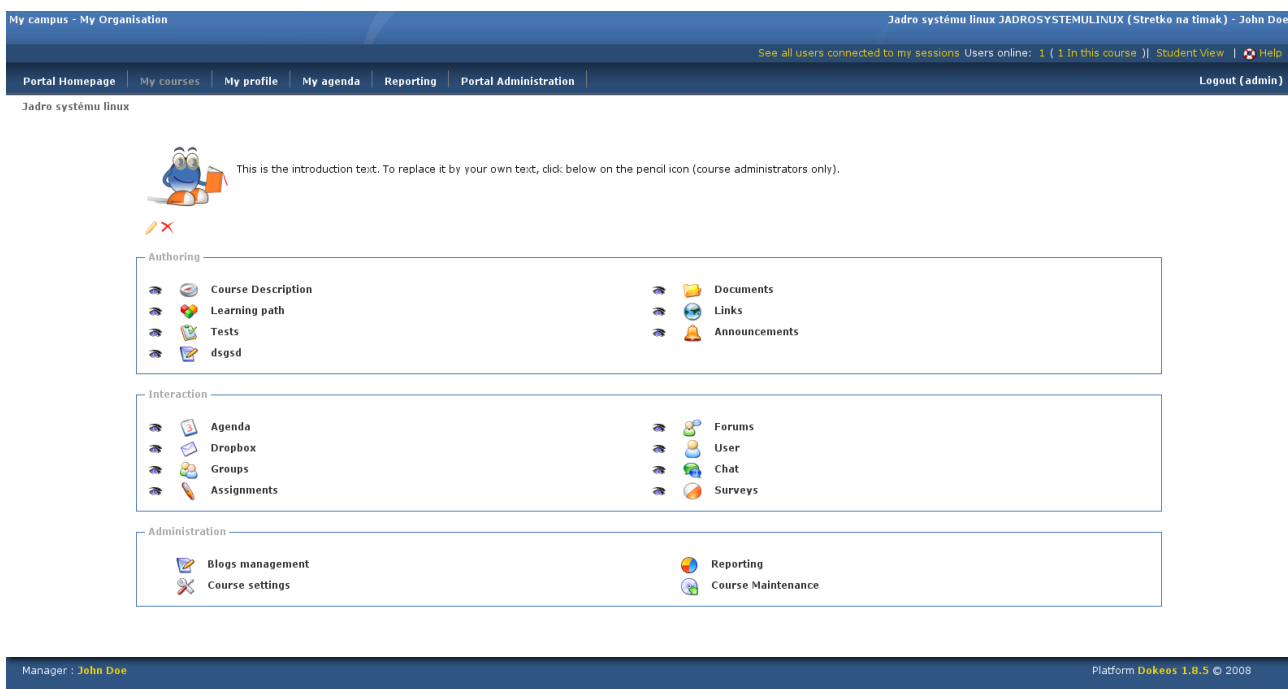 My campus - My Organisation Jadro systému linux JADROSYSTEMULINUX (Stretko na timak) - John Doe
See all users connected to my sessions Users online: 1 ( 1 In this course )| Student View | Help
Portal Homepage My courses My profile My agenda Reporting Portal Administration Logout (admin)
Jadro systému linux
This is the introduction text. To replace it by your own text, click below on the pencil icon (course administrators only).
Authoring
Course Description Documents
Learning path Links
Tests Announcements
dsgsd
Interaction
Agenda Forums
Dropbox User
Groups Chat
Assignments Surveys
Administration
Blogs management Reporting
Course settings Course Maintenance
Manager : John Doe Platform Dokeos 1.8.5 © 2008